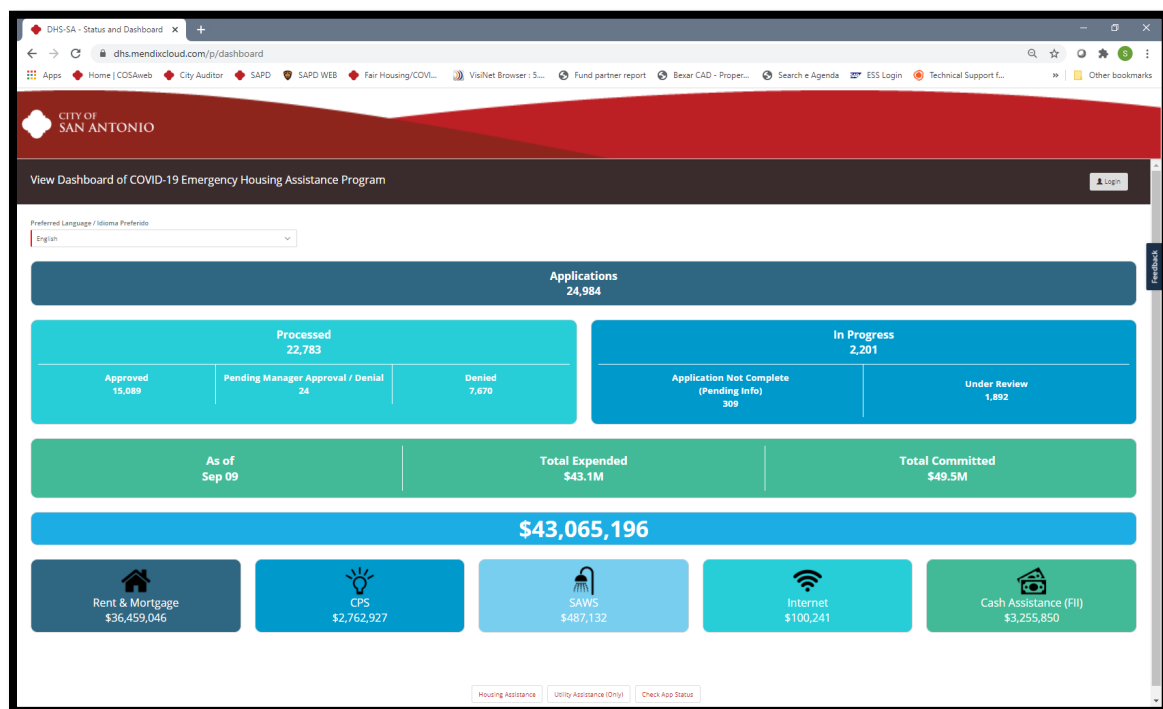 DHS-SA - Status and Dashboard
dhs.mendixcloud.com/p/dashboard
S
Apps Home | COSAweb City Auditor SAPD SAPD WEB Fair Housing/COVI... VisiNet Browser : 5.... Fund partner report Bexar CAD - Proper... Search e Agenda ESS Login Technical Support f... Other bookmarks
CITY OF
SAN ANTONIO
View Dashboard of COVID-19 Emergency Housing Assistance Program
Login
Preferred Language / Idioma Preferido
English
Feedback
Applications
24,984
Processed
22,783
Approved
15,089
Pending Manager Approval / Denial
24
Denied
7,670
In Progress
2,201
Application Not Complete
(Pending Info)
309
Under Review
1,892
As of
Sep 09
Total Expended
$43.1M
Total Committed
$49.5M
$43,065,196
Rent & Mortgage
$36,459,046
CPS
$2,762,927
SAWS
$487,132
Internet
$100,241
Cash Assistance (FII)
$3,255,850
Housing Assistance
Utility Assistance (Only)
Check App Status